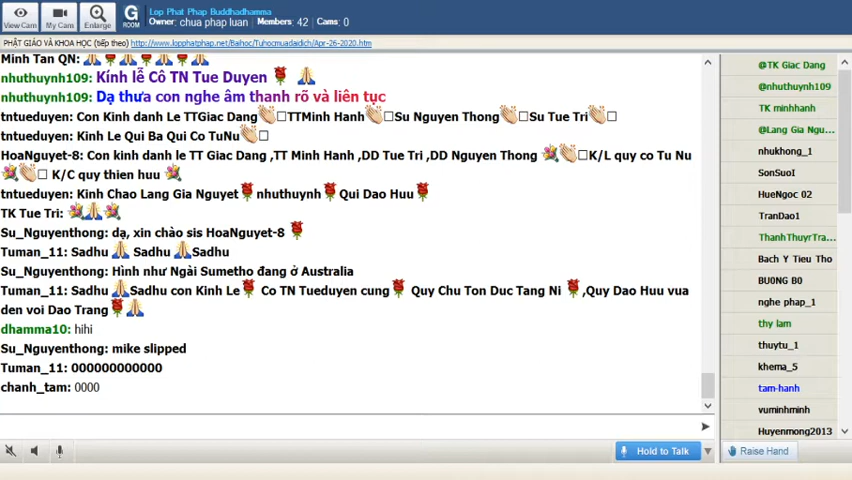 View Cam
My Cam
Enlarge
G
ROOM
Lop Phat Phap Buddhadhamma
Owner: chua phap luan Members: 42 Cams: 0
PHẬT GIÁO VÀ KHOA HỌC (tiếp theo) http://www.lopphatphap.net/Baihoc/Tuhocmuadaidich/Apr-26-2020.htm
Minh Tan QN:
nhuthuynh109: Kính lễ Cô TN Tue Duyen
nhuthuynh109: Dạ thưa con nghe âm thanh rõ và liên tục
tntueduyen: Con Kinh danh Le TTGiac Dang TTMinh Hanh Su Nguyen Thong Su Tue Tri
tntueduyen: Kinh Le Qui Ba Qui Co TuNu
HoaNguyet-8: Con kinh danh le TT Giac Dang ,TT Minh Hanh ,DD Tue Tri ,DD Nguyen Thong K/L quy co Tu Nu
K/C quy thien huu
tntueduyen: Kinh Chao Lang Gia Nguyet nhuthuynh Qui Dao Huu
TK Tue Tri:
Su_Nguyenthong: dạ, xin chào sis HoaNguyet-8
Tuman_11: Sadhu Sadhu Sadhu
Su_Nguyenthong: Hình như Ngài Sumetho đang ở Australia
Tuman_11: Sadhu Sadhu con Kinh Le Co TN Tueduyen cung Quy Chu Ton Duc Tang Ni ,Quy Dao Huu vua
den voi Dao Trang
dhamma10: hihi
Su_Nguyenthong: mike slipped
Tuman_11: 000000000000
chanh_tam: 0000
@TK Giac Dang
@nhuthuynh109
TK minhhanh
@Lang Gia Ngu...
nhukhong_1
SonSuoI
HueNgoc 02
TranDao1
ThanhThuyrTra...
Bach Y Tieu Tho
BU0NG B0
nghe phap_1
thy lam
thuytu_1
khema_5
tam-hanh
vuminhminh
Huyenmong2013
Hold to Talk
Raise Hand